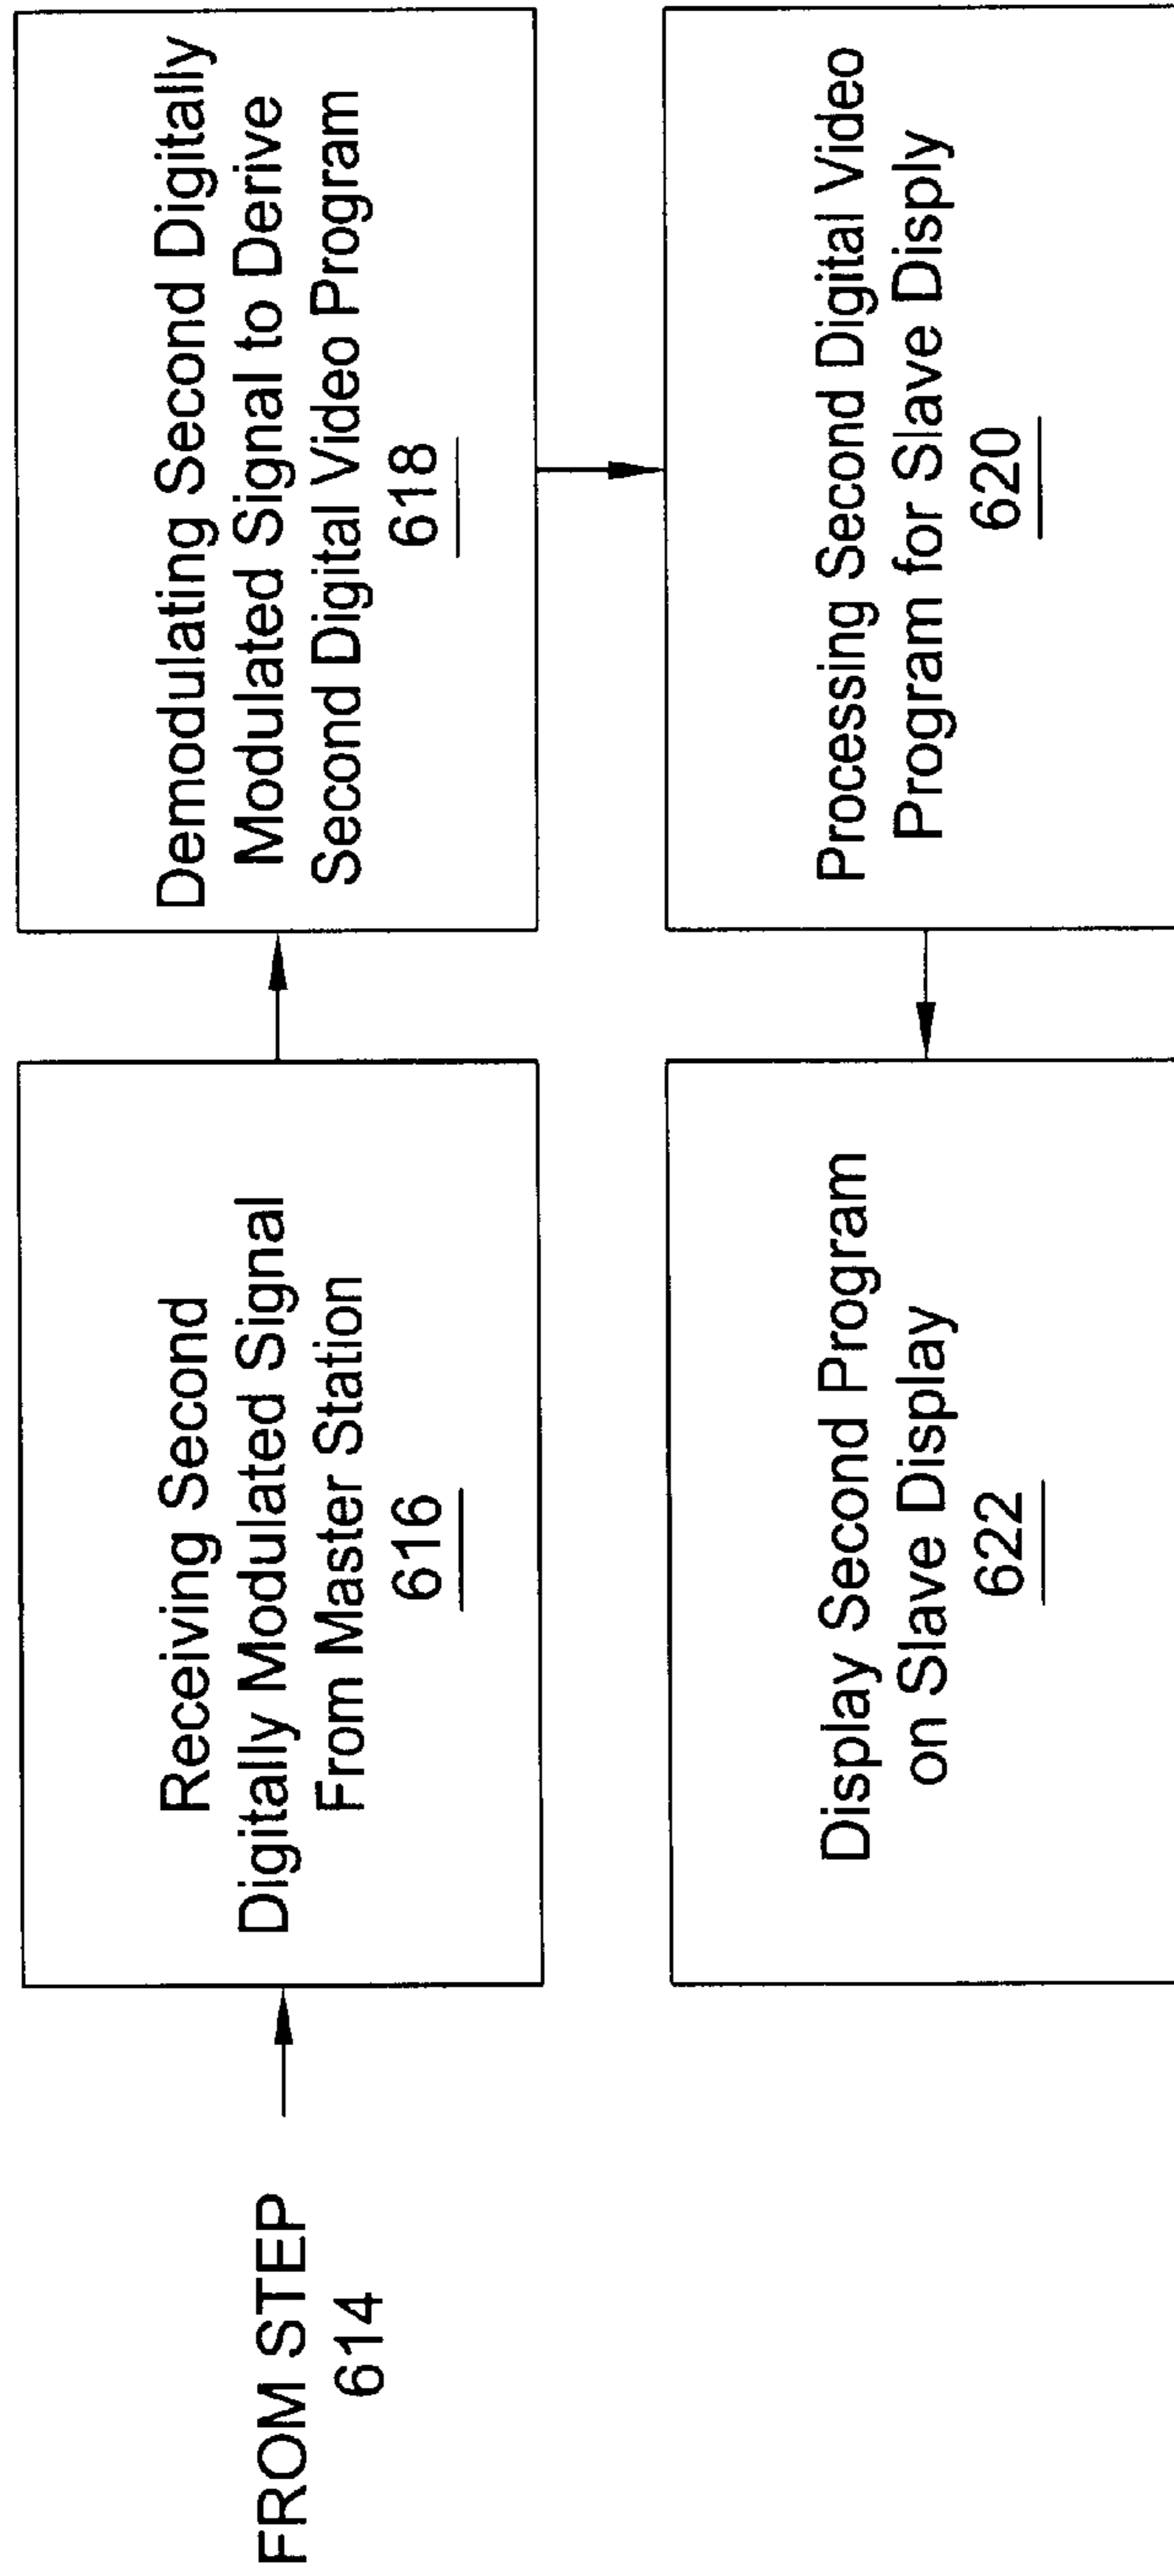 FROM STEP
614
Receiving Second
Digitally Modulated Signal
From Master Station
616
Demodulating Second Digitally
Modulated Signal to Derive
Second Digital Video Program
618
Processing Second Digital Video
Program for Slave Disply
620
Display Second Program
on Slave Display
622